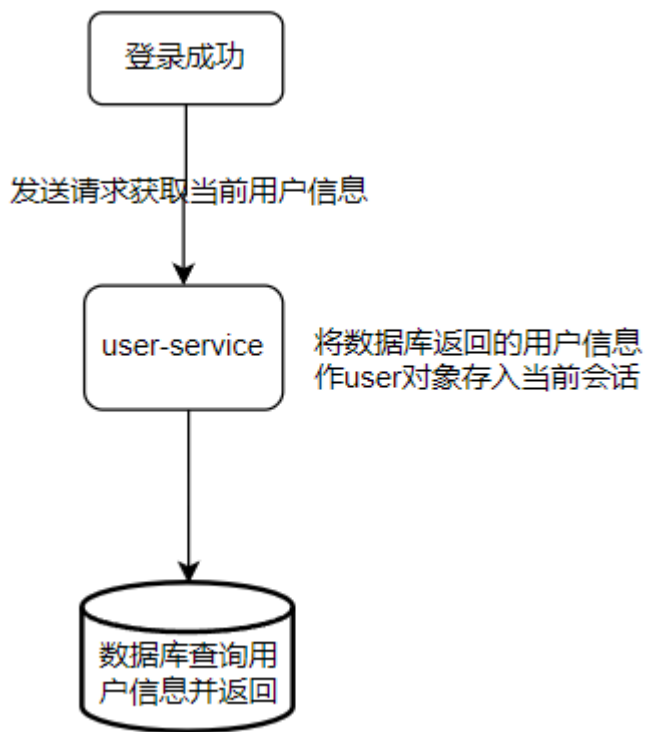 登录成功
发送请求获取当前用户信息
user-service
将数据库返回的用户信息
作user对象存入当前会话
数据库查询用
户信息并返回